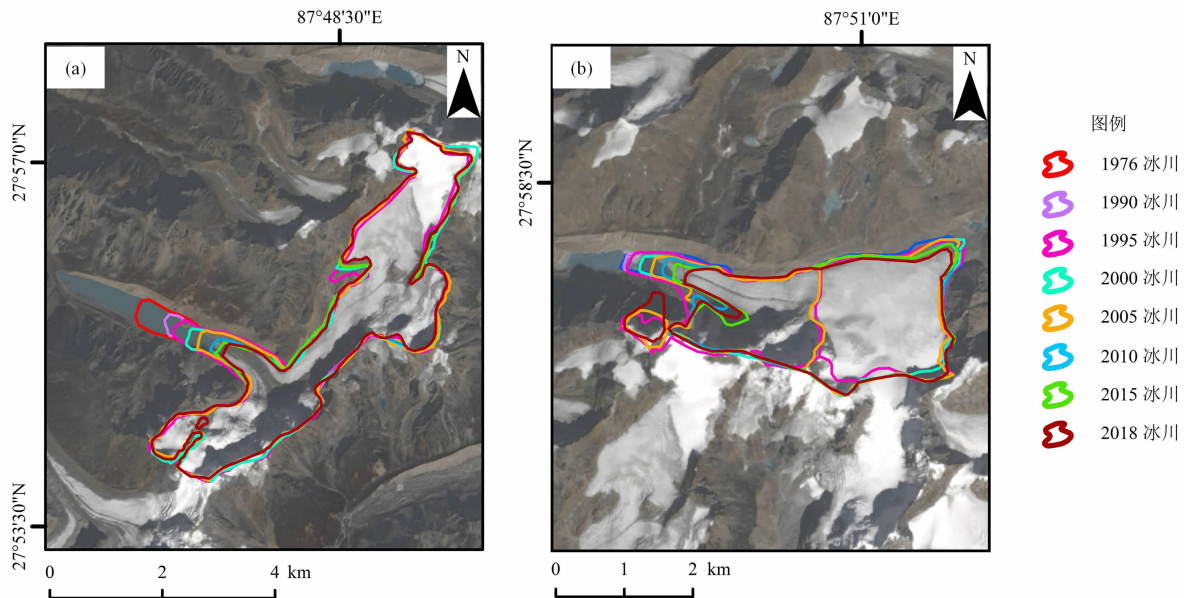 87°48'30"E
87°51'0"E
(a)
N
(b)
N
27°57'0"N
27°58'30"N
27°53'30"N
图例
1976 冰川
1990 冰川
1995 冰川
2000 冰川
2005 冰川
2010 冰川
2015 冰川
2018 冰川
0 2 4 km
0 1 2 km